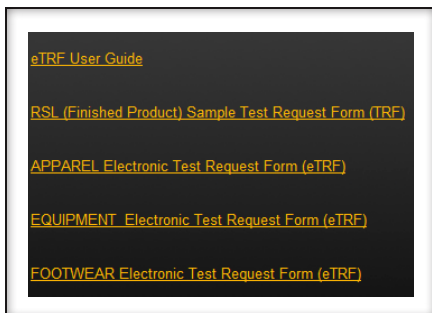 eTRF User Guide
RSL (Finished Product) Sample Test Request Form (TRF)
APPAREL Electronic Test Request Form (eTRF)
EQUIPMENT  Electronic Test Request Form (eTRF)
FOOTWEAR Electronic Test Request Form (eTRF)